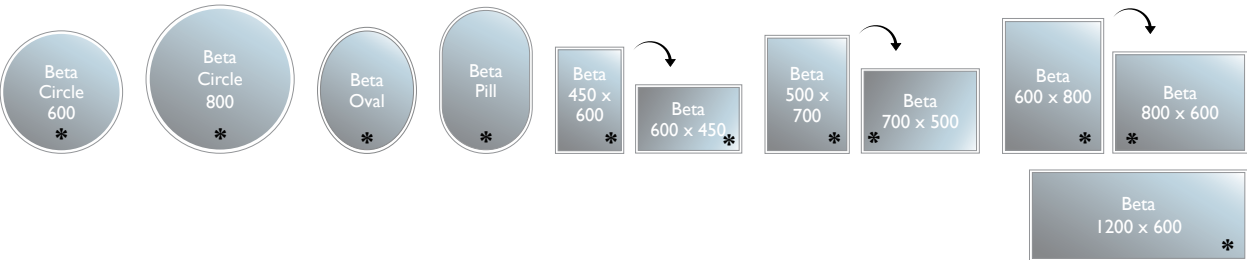 Beta
Circle
600
*
Beta
Circle
800
*
Beta
Oval
*
Beta
Pill
*
Beta
450 x
600
*
Beta
600 x 450
*
Beta
500 x
700
*
Beta
700 x 500
*
Beta
600 x 800
*
Beta
800 x 600
*
Beta
1200 x 600
*